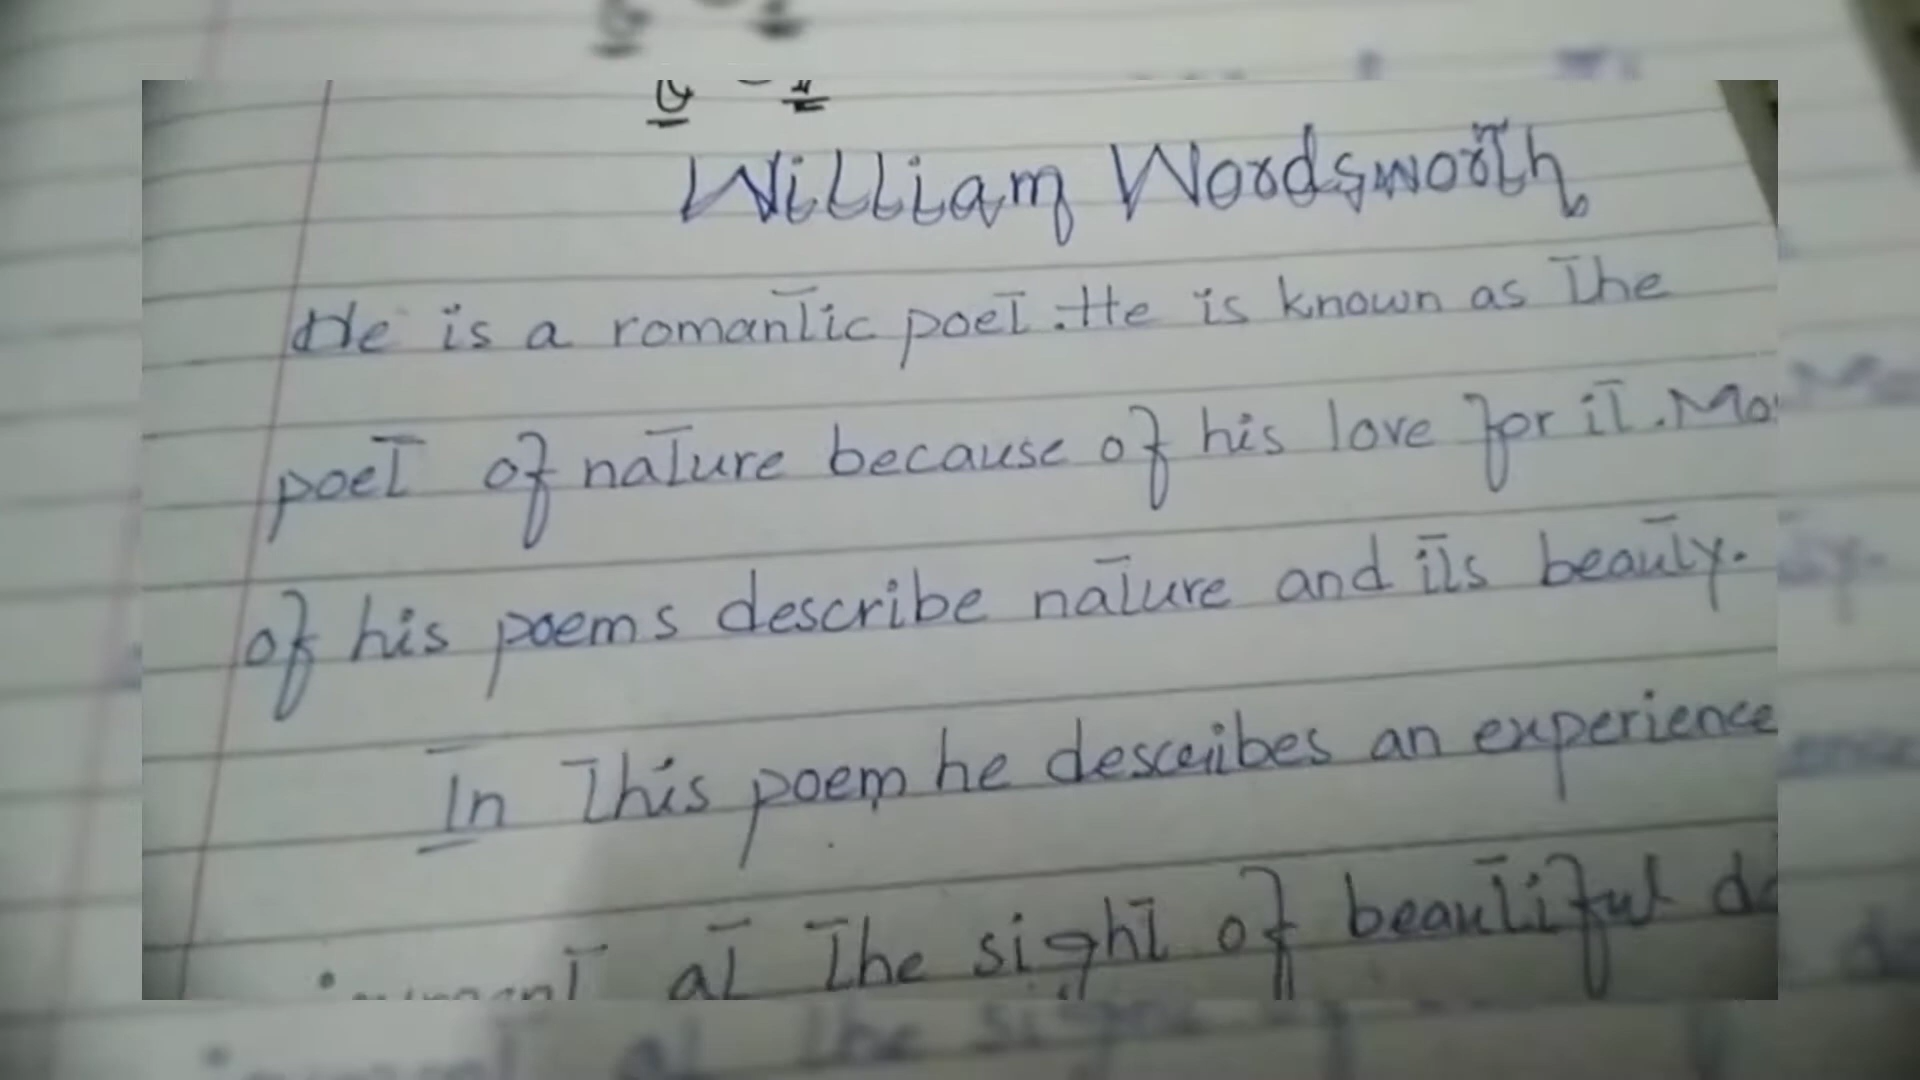 William Wordsworth
He is a romantic poet. He is known as the
poet of nature because of his love for it.
of his poems describe nature and its beauty.
In this poem he describes an experience
at the sight of beautiful